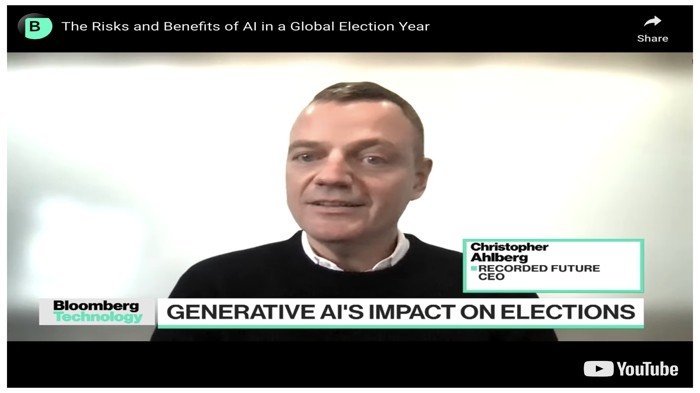 B
The Risks and Benefits of AI in a Global Election Year
Share
Christopher
Ahlberg
RECORDED FUTURE
CEO
Bloomberg
Technology
GENERATIVE AI'S IMPACT ON ELECTIONS
YouTube